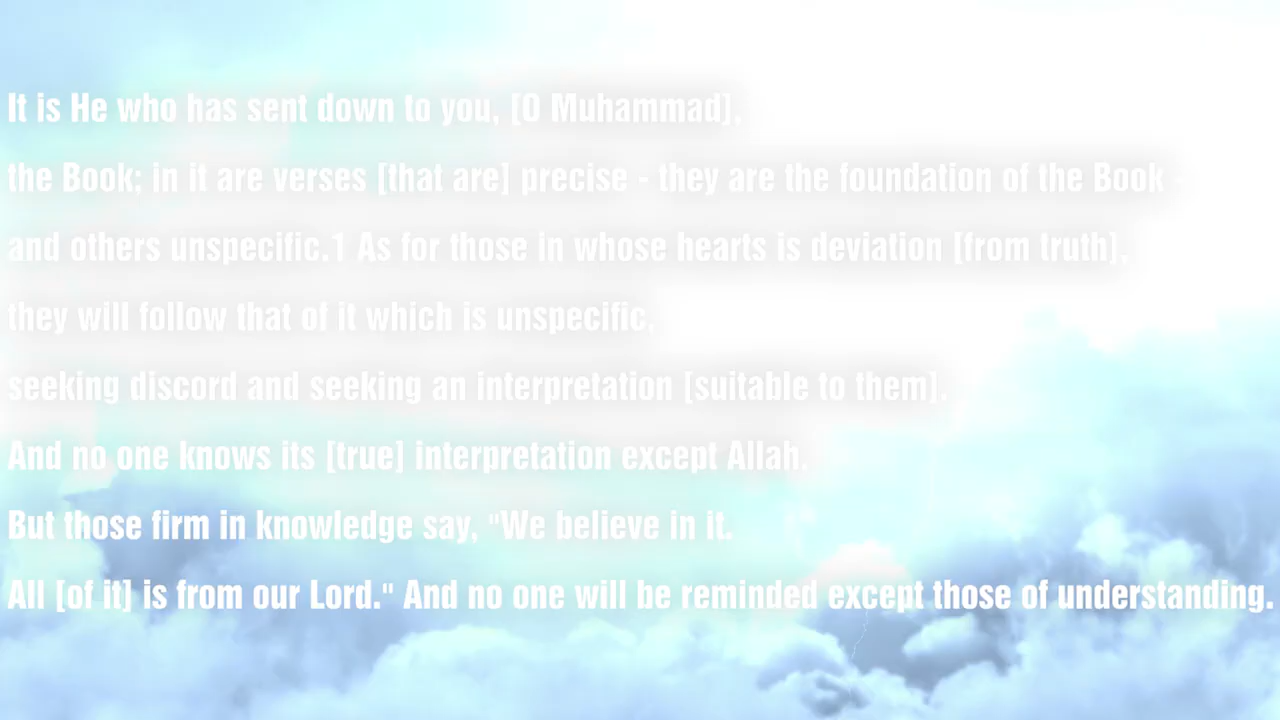 It is He who has sent down to you, [O Muhammad],
the Book; in it are verses [that are] precise - they are the foundation of the Book -
and others unspecific.1 As for those in whose hearts is deviation [from truth],
they will follow that of it which is unspecific,
seeking discord and seeking an interpretation [suitable to them].
And no one knows its [true] interpretation except Allah.
But those firm in knowledge say, "We believe in it.
All [of it] is from our Lord." And no one will be reminded except those of understanding.